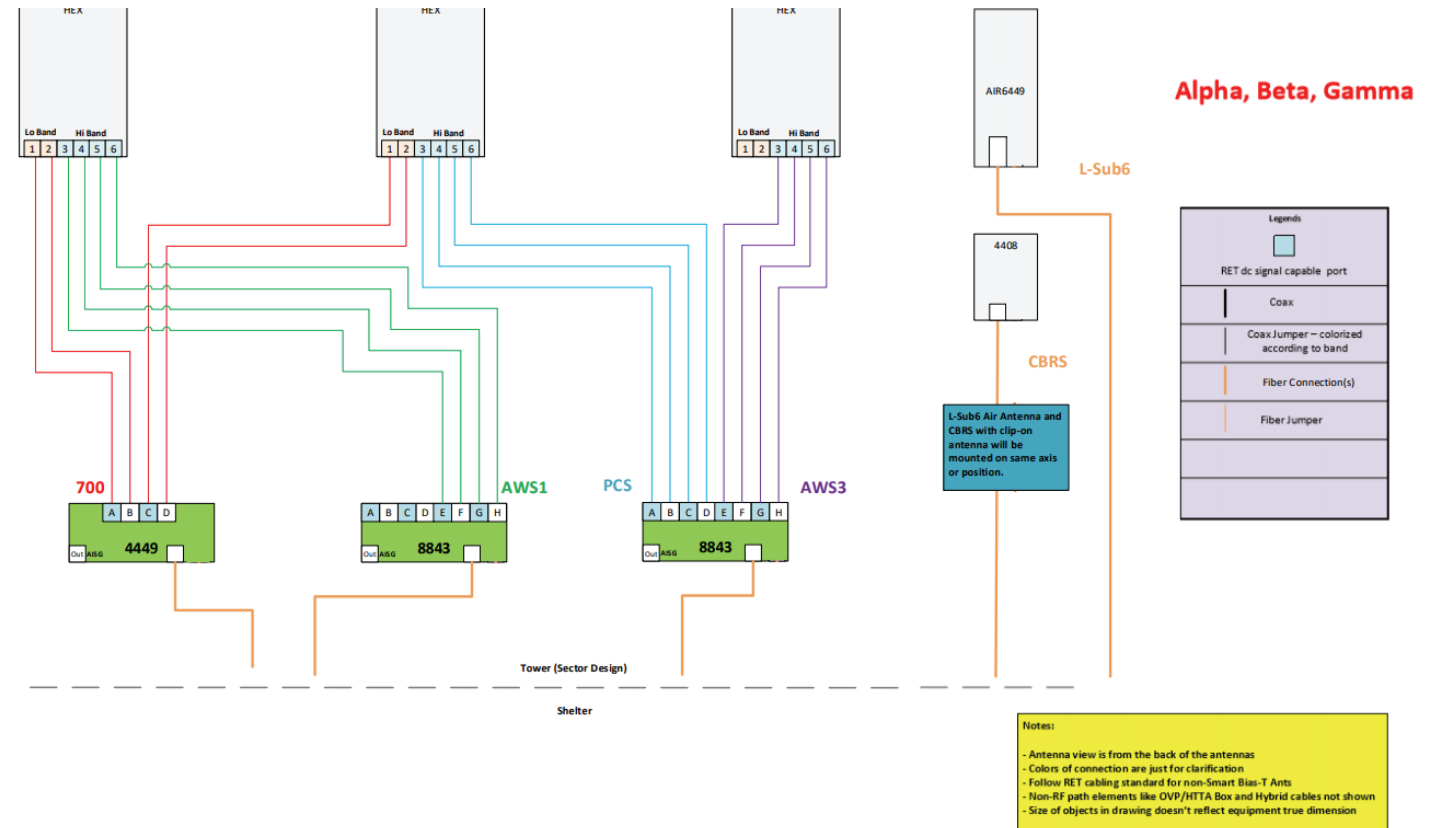 HEX
HEX
HEX
Lo Band Hi Band
1 2 3 4 5 6
Lo Band Hi Band
1 2 3 4 5 6
Lo Band Hi Band
1 2 3 4 5 6
AIR6449
Alpha, Beta, Gamma
L-Sub6
4408
CBRS
L-Sub6 Air Antenna and
CBRS with clip-on
antenna will be
mounted on same axis
or position.
Legends
RET dc signal capable port
Coax
Coax Jumper – colorized
according to band
Fiber Connection(s)
Fiber Jumper
700
A B C D
Out AISG 4449
AWS1
A B C D E F G H
Out AISG 8843
PCS
AWS3
A B C D E F G H
Out AISG 8843
Tower (Sector Design)
Shelter
Notes:
- Antenna view is from the back of the antennas
- Colors of connection are just for clarification
- Follow RET cabling standard for non-Smart Bias-T Ants
- Non-RF path elements like OVP/HTTA Box and Hybrid cables not shown
- Size of objects in drawing doesn't reflect equipment true dimension